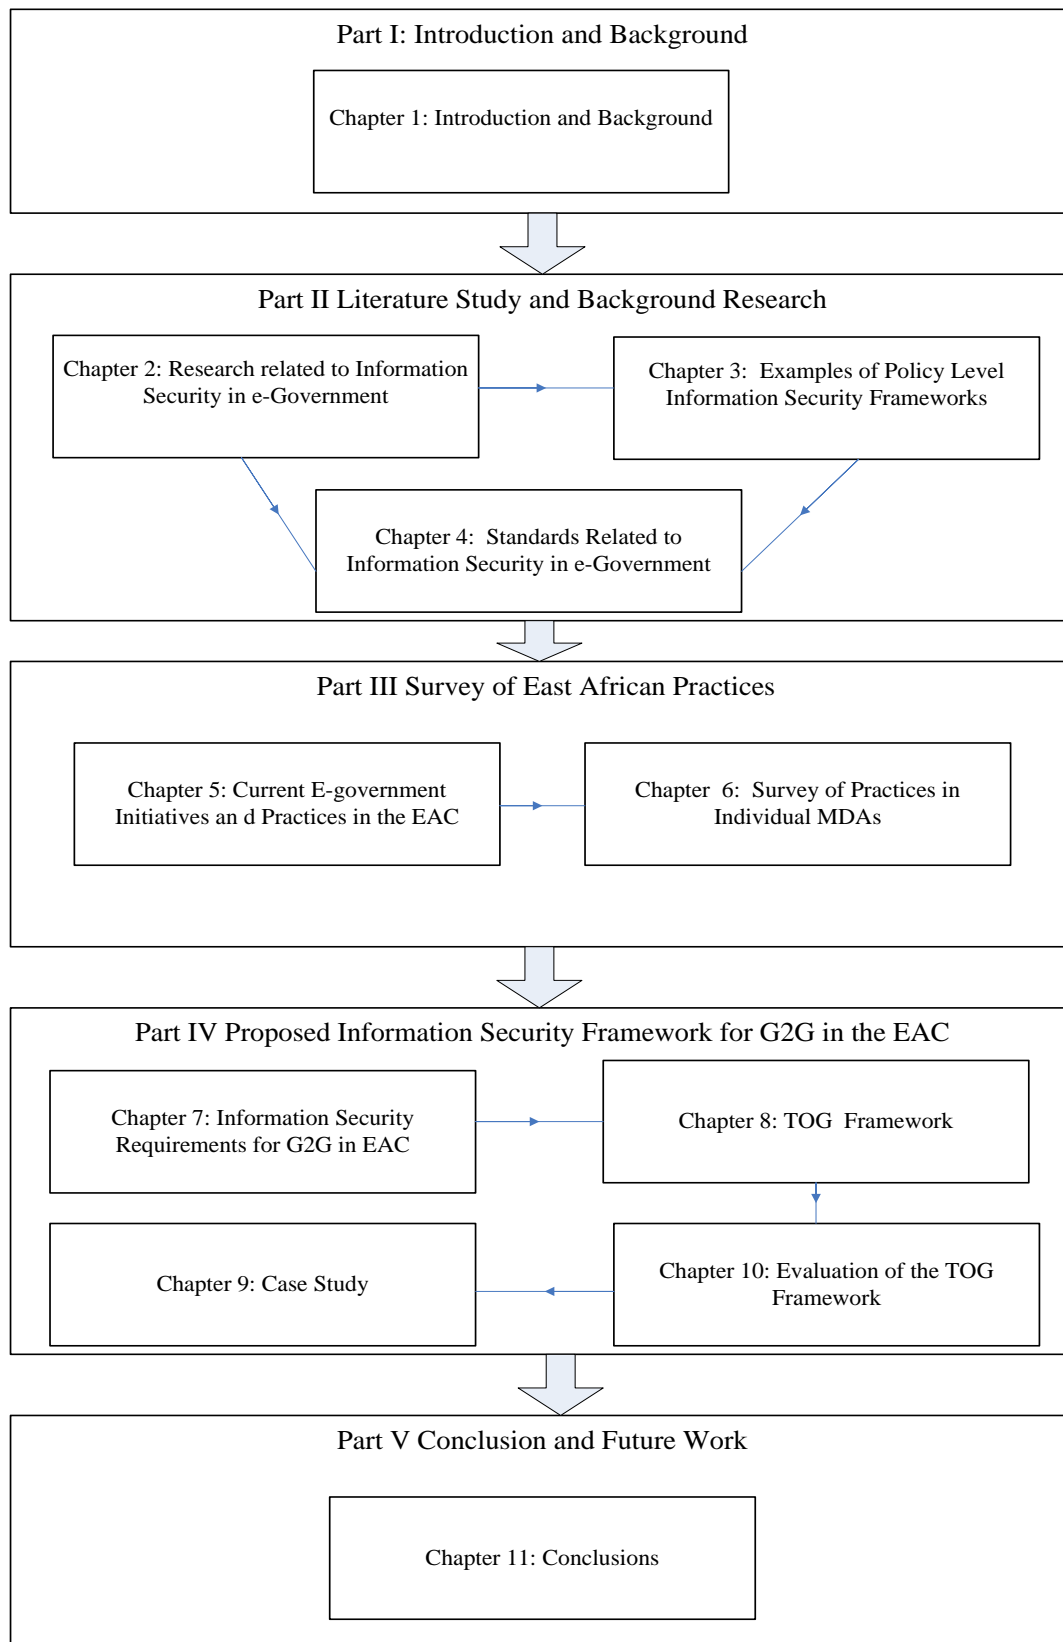 Part I: Introduction and Background
Chapter 1: Introduction and Background
Part II Literature Study and Background Research
Chapter 2: Research related to Information
Security in e-Government
Chapter 3:  Examples of Policy Level
Information Security Frameworks
Chapter 4:  Standards Related to
Information Security in e-Government
Part III Survey of East African Practices
Chapter 5: Current E-government
Initiatives an d Practices in the EAC
Chapter  6:  Survey of Practices in
Individual MDAs
Part IV Proposed Information Security Framework for G2G in the EAC
Chapter 7: Information Security
Requirements for G2G in EAC
Chapter 8: TOG  Framework
Chapter 9: Case Study
Chapter 10: Evaluation of the TOG
Framework
Part V Conclusion and Future Work
Chapter 11: Conclusions